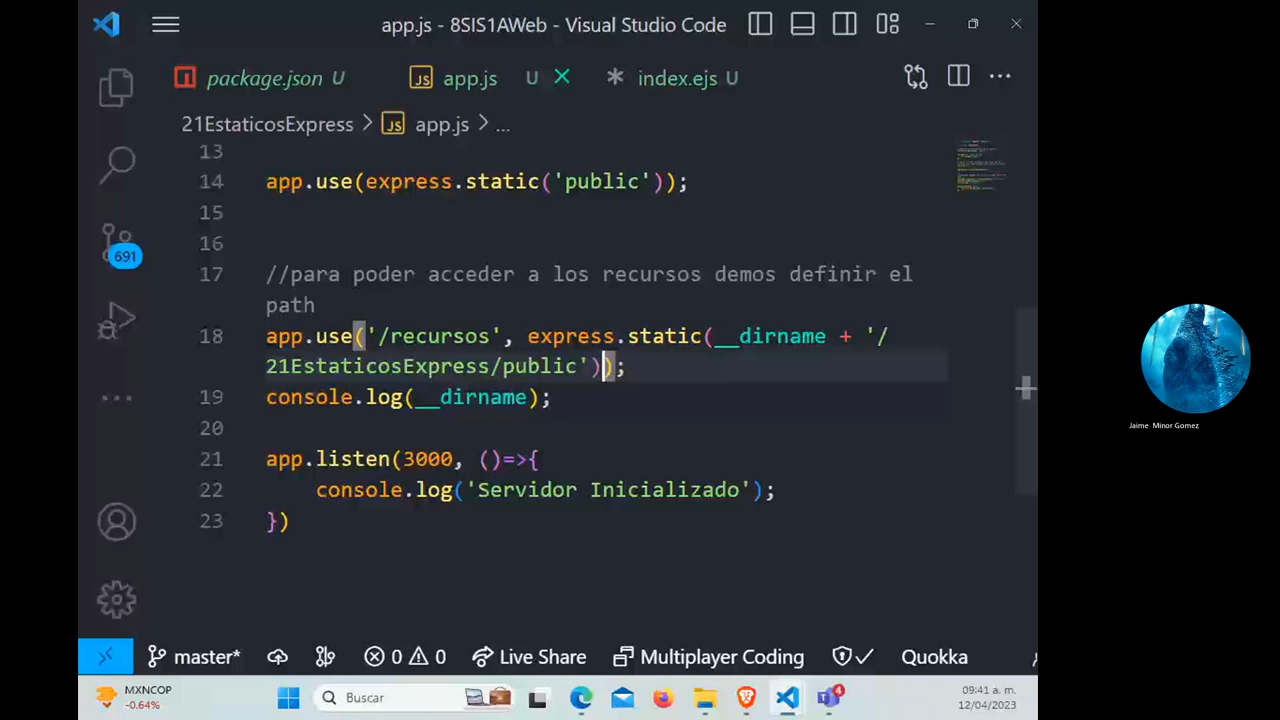 app.js - 8SIS1AWeb - Visual Studio Code
package.json U
JS app.js U
index.ejs U
21EstaticosExpress > JS app.js > ...
13
14 app.use(express.static('public'));
15
16
17 //para poder acceder a los recursos demos definir el
path
18 app.use('/recursos', express.static(__dirname + '/
21EstaticosExpress/public'));
19 console.log(__dirname);
20
21 app.listen(3000, ()=>{
22 console.log('Servidor Inicializado');
23 })
691
Jaime Minor Gomez
master* 0 0 Live Share Multiplayer Coding Quokka
MXNCOP
-0.64%
Buscar
4
09:41 a. m.
12/04/2023